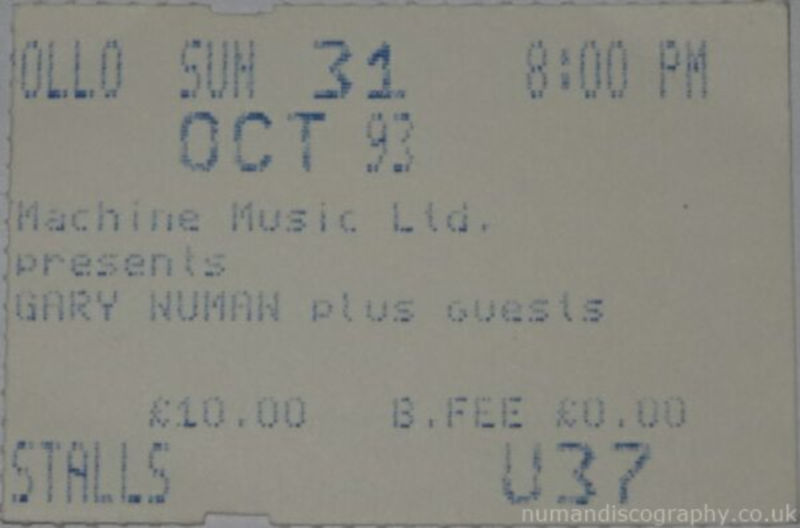 OLLO SUN 31 8:00 PM
OCT 93
Machine Music Ltd.
presents
GARY NUMAN plus Guests
£10.00 B.FEE £0.00
STALLS U37
numandiscography.co.uk